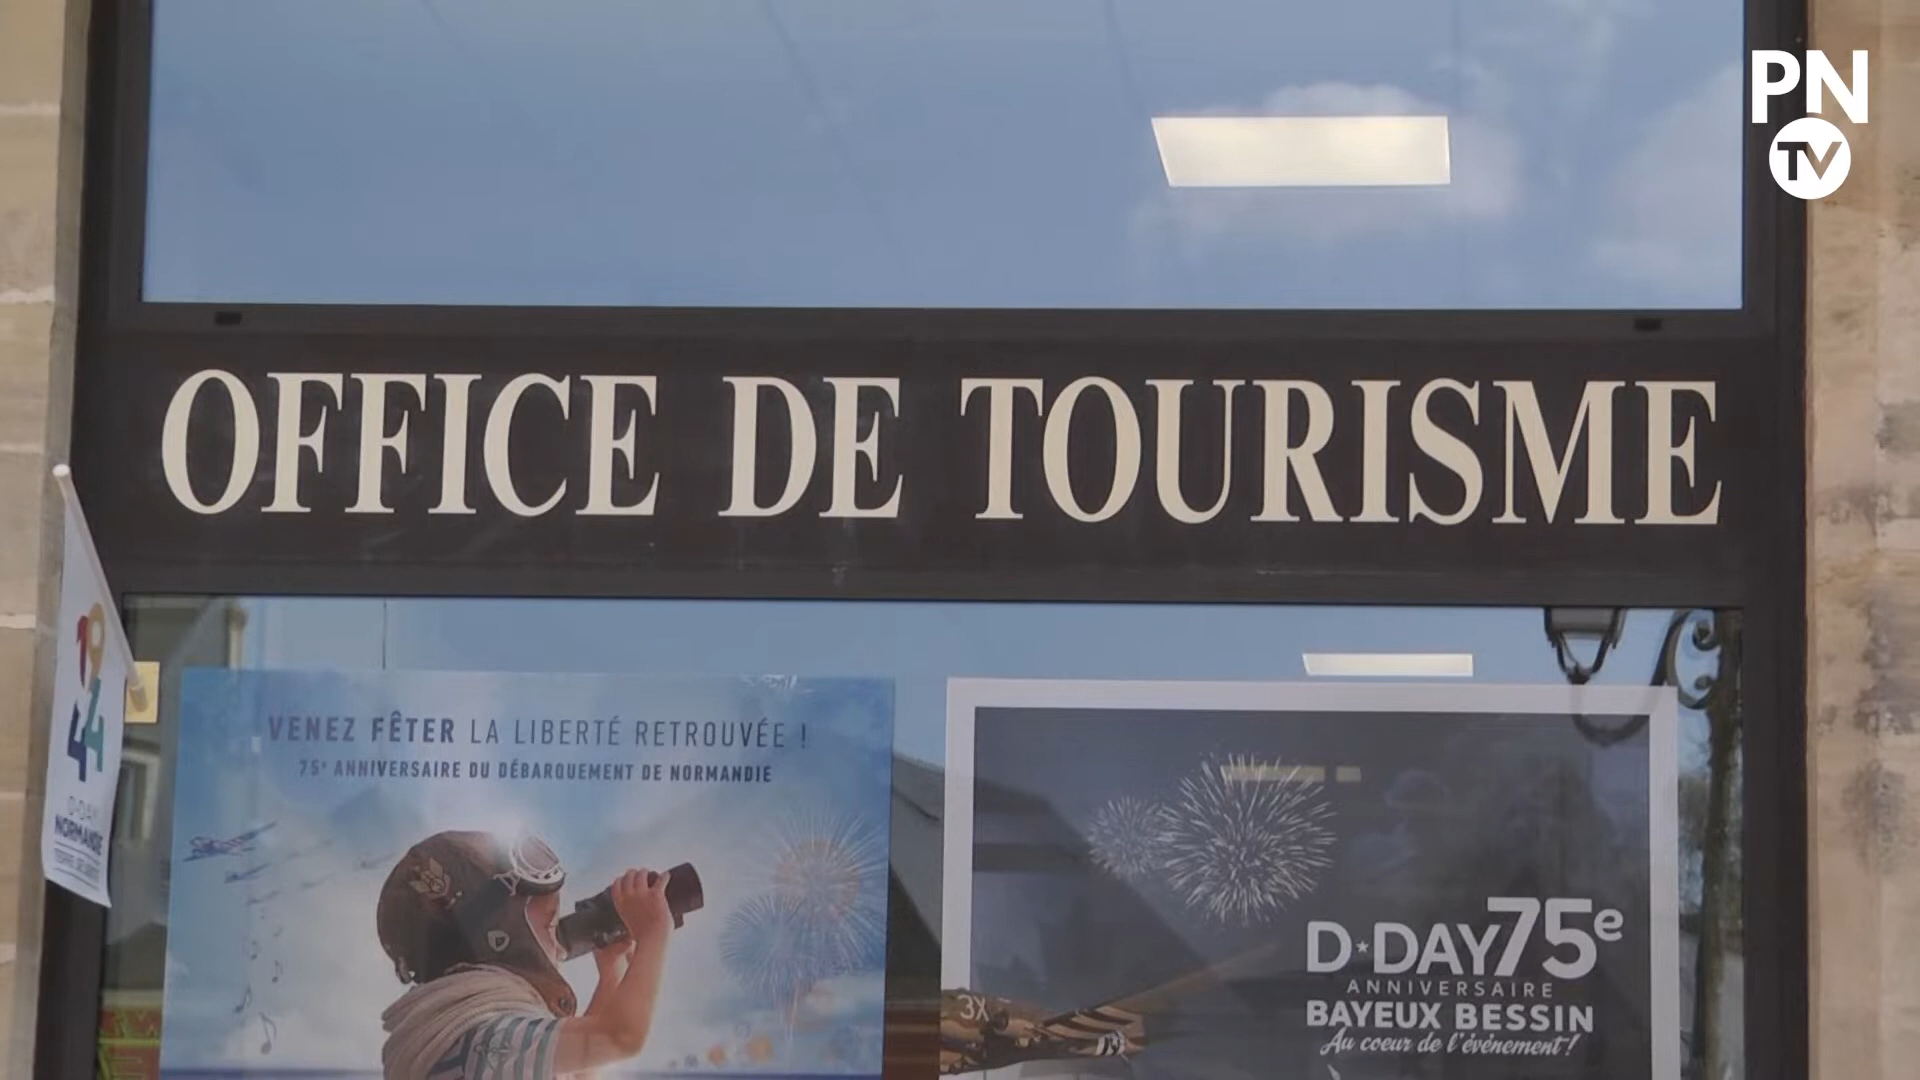 PN
TV
OFFICE DE TOURISME
1944
D-DAY
NORMANDIE
VENEZ FÊTER LA LIBERTÉ RETROUVÉE !
75e ANNIVERSAIRE DU DÉBARQUEMENT DE NORMANDIE
3X
D★DAY 75e
ANNIVERSAIRE
BAYEUX BESSIN
Au coeur de l'événement !